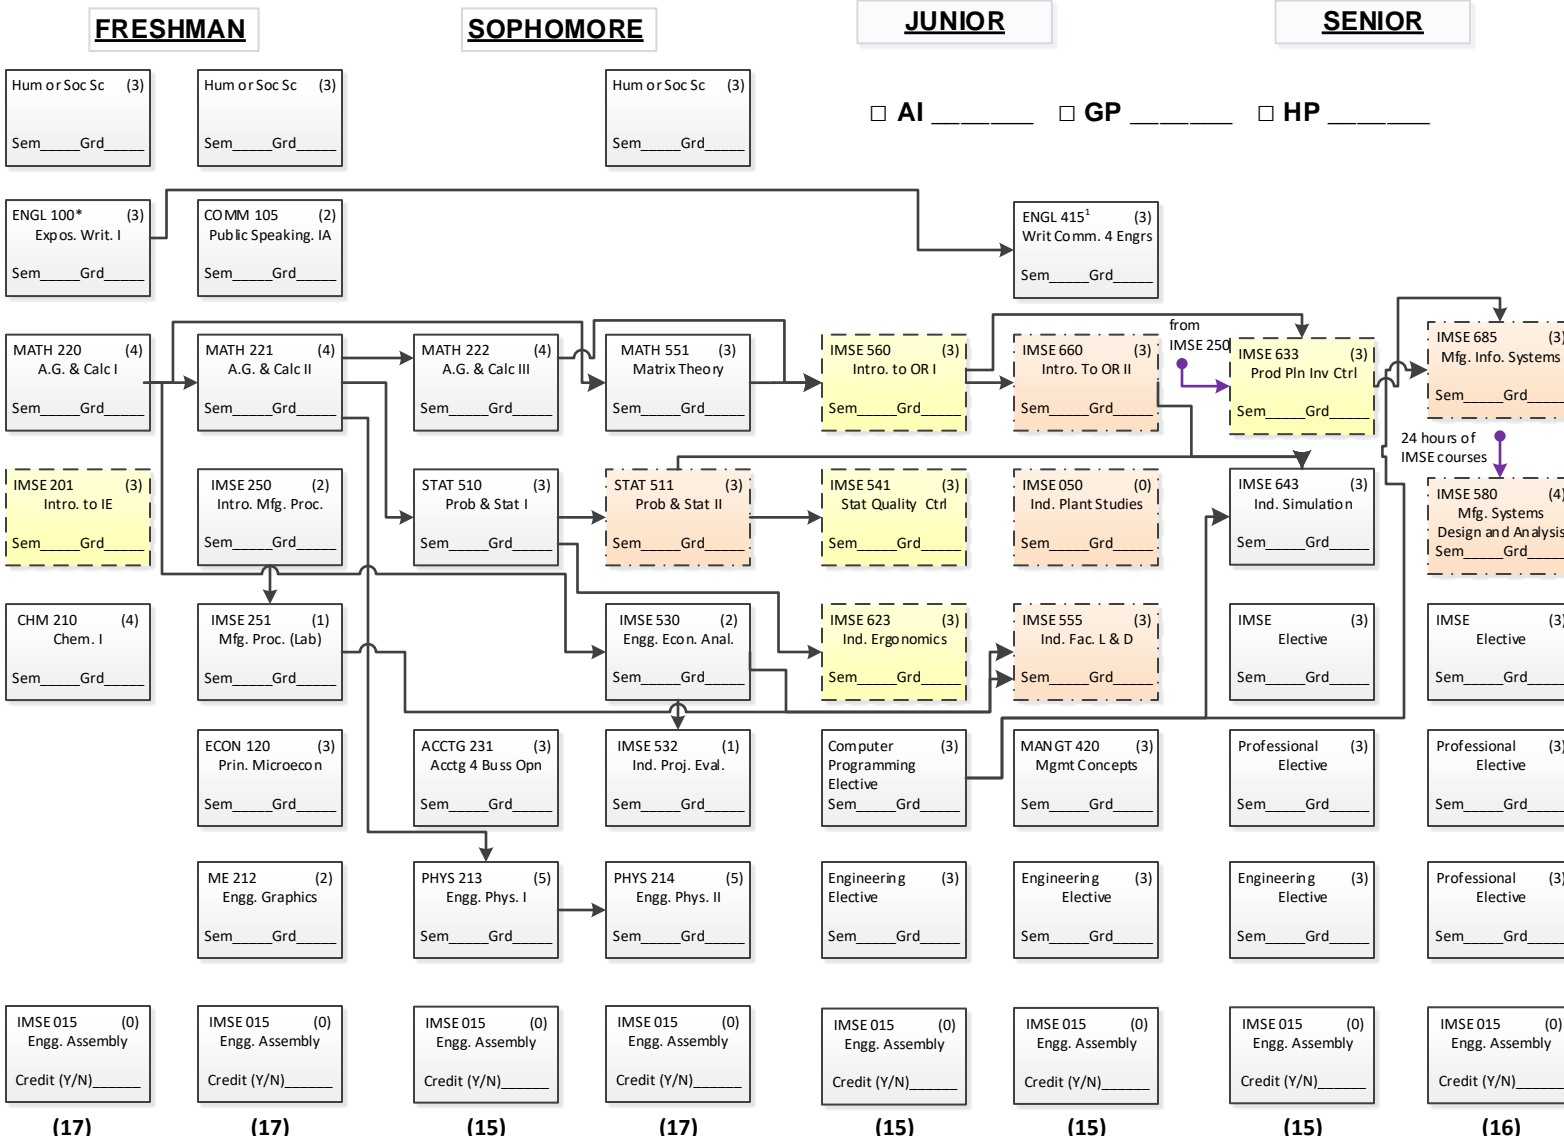 FRESHMAN
SOPHOMORE
JUNIOR
SENIOR
□ AI _______ □ GP _______ □ HP _______
Hum or Soc Sc (3)
Sem_____Grd_____
Hum or Soc Sc (3)
Sem_____Grd_____
Hum or Soc Sc (3)
Sem_____Grd_____
ENGL 100* (3)
Expos. Writ. I
Sem_____Grd_____
COMM 105 (2)
Public Speaking. IA
Sem_____Grd_____
ENGL 415¹ (3)
Writ Comm. 4 Engrs
Sem_____Grd_____
MATH 220 (4)
A.G. & Calc I
Sem_____Grd_____
MATH 221 (4)
A.G. & Calc II
Sem_____Grd_____
MATH 222 (4)
A.G. & Calc III
Sem_____Grd_____
MATH 551 (3)
Matrix Theory
Sem_____Grd_____
IMSE 560 (3)
Intro. to OR I
Sem_____Grd_____
IMSE 660 (3)
Intro. To OR II
Sem_____Grd_____
from
IMSE 250
IMSE 633 (3)
Prod Pln Inv Ctrl
Sem_____Grd_____
IMSE 685 (3)
Mfg. Info. Systems
Sem_____Grd_____
24 hours of
IMSE courses
IMSE 201 (3)
Intro. to IE
Sem_____Grd_____
IMSE 250 (2)
Intro. Mfg. Proc.
Sem_____Grd_____
STAT 510 (3)
Prob & Stat I
Sem_____Grd_____
STAT 511 (3)
Prob & Stat II
Sem_____Grd_____
IMSE 541 (3)
Stat Quality Ctrl
Sem_____Grd_____
IMSE 050 (0)
Ind. Plant Studies
Sem_____Grd_____
IMSE 643 (3)
Ind. Simulation
Sem_____Grd_____
IMSE 580 (4)
Mfg. Systems
Design and Analysis
Sem_____Grd_____
CHM 210 (4)
Chem. I
Sem_____Grd_____
IMSE 251 (1)
Mfg. Proc. (Lab)
Sem_____Grd_____
IMSE 530 (2)
Engg. Econ. Anal.
Sem_____Grd_____
IMSE 623 (3)
Ind. Ergonomics
Sem_____Grd_____
IMSE 555 (3)
Ind. Fac. L & D
Sem_____Grd_____
IMSE (3)
Elective
Sem_____Grd_____
IMSE (3)
Elective
Sem_____Grd_____
ECON 120 (3)
Prin. Microecon
Sem_____Grd_____
ACCTG 231 (3)
Acctg 4 Buss Opn
Sem_____Grd_____
IMSE 532 (1)
Ind. Proj. Eval.
Sem_____Grd_____
Computer (3)
Programming
Elective
Sem_____Grd_____
MANGT 420 (3)
Mgmt Concepts
Sem_____Grd_____
Professional (3)
Elective
Sem_____Grd_____
Professional (3)
Elective
Sem_____Grd_____
ME 212 (2)
Engg. Graphics
Sem_____Grd_____
PHYS 213 (5)
Engg. Phys. I
Sem_____Grd_____
PHYS 214 (5)
Engg. Phys. II
Sem_____Grd_____
Engineering (3)
Elective
Sem_____Grd_____
Engineering (3)
Elective
Sem_____Grd_____
Engineering (3)
Elective
Sem_____Grd_____
Professional (3)
Elective
Sem_____Grd_____
IMSE 015 (0)
Engg. Assembly
Credit (Y/N)______
IMSE 015 (0)
Engg. Assembly
Credit (Y/N)______
IMSE 015 (0)
Engg. Assembly
Credit (Y/N)______
IMSE 015 (0)
Engg. Assembly
Credit (Y/N)______
IMSE 015 (0)
Engg. Assembly
Credit (Y/N)______
IMSE 015 (0)
Engg. Assembly
Credit (Y/N)______
IMSE 015 (0)
Engg. Assembly
Credit (Y/N)______
IMSE 015 (0)
Engg. Assembly
Credit (Y/N)______
(17) (17) (15) (17) (15) (15) (15) (16)